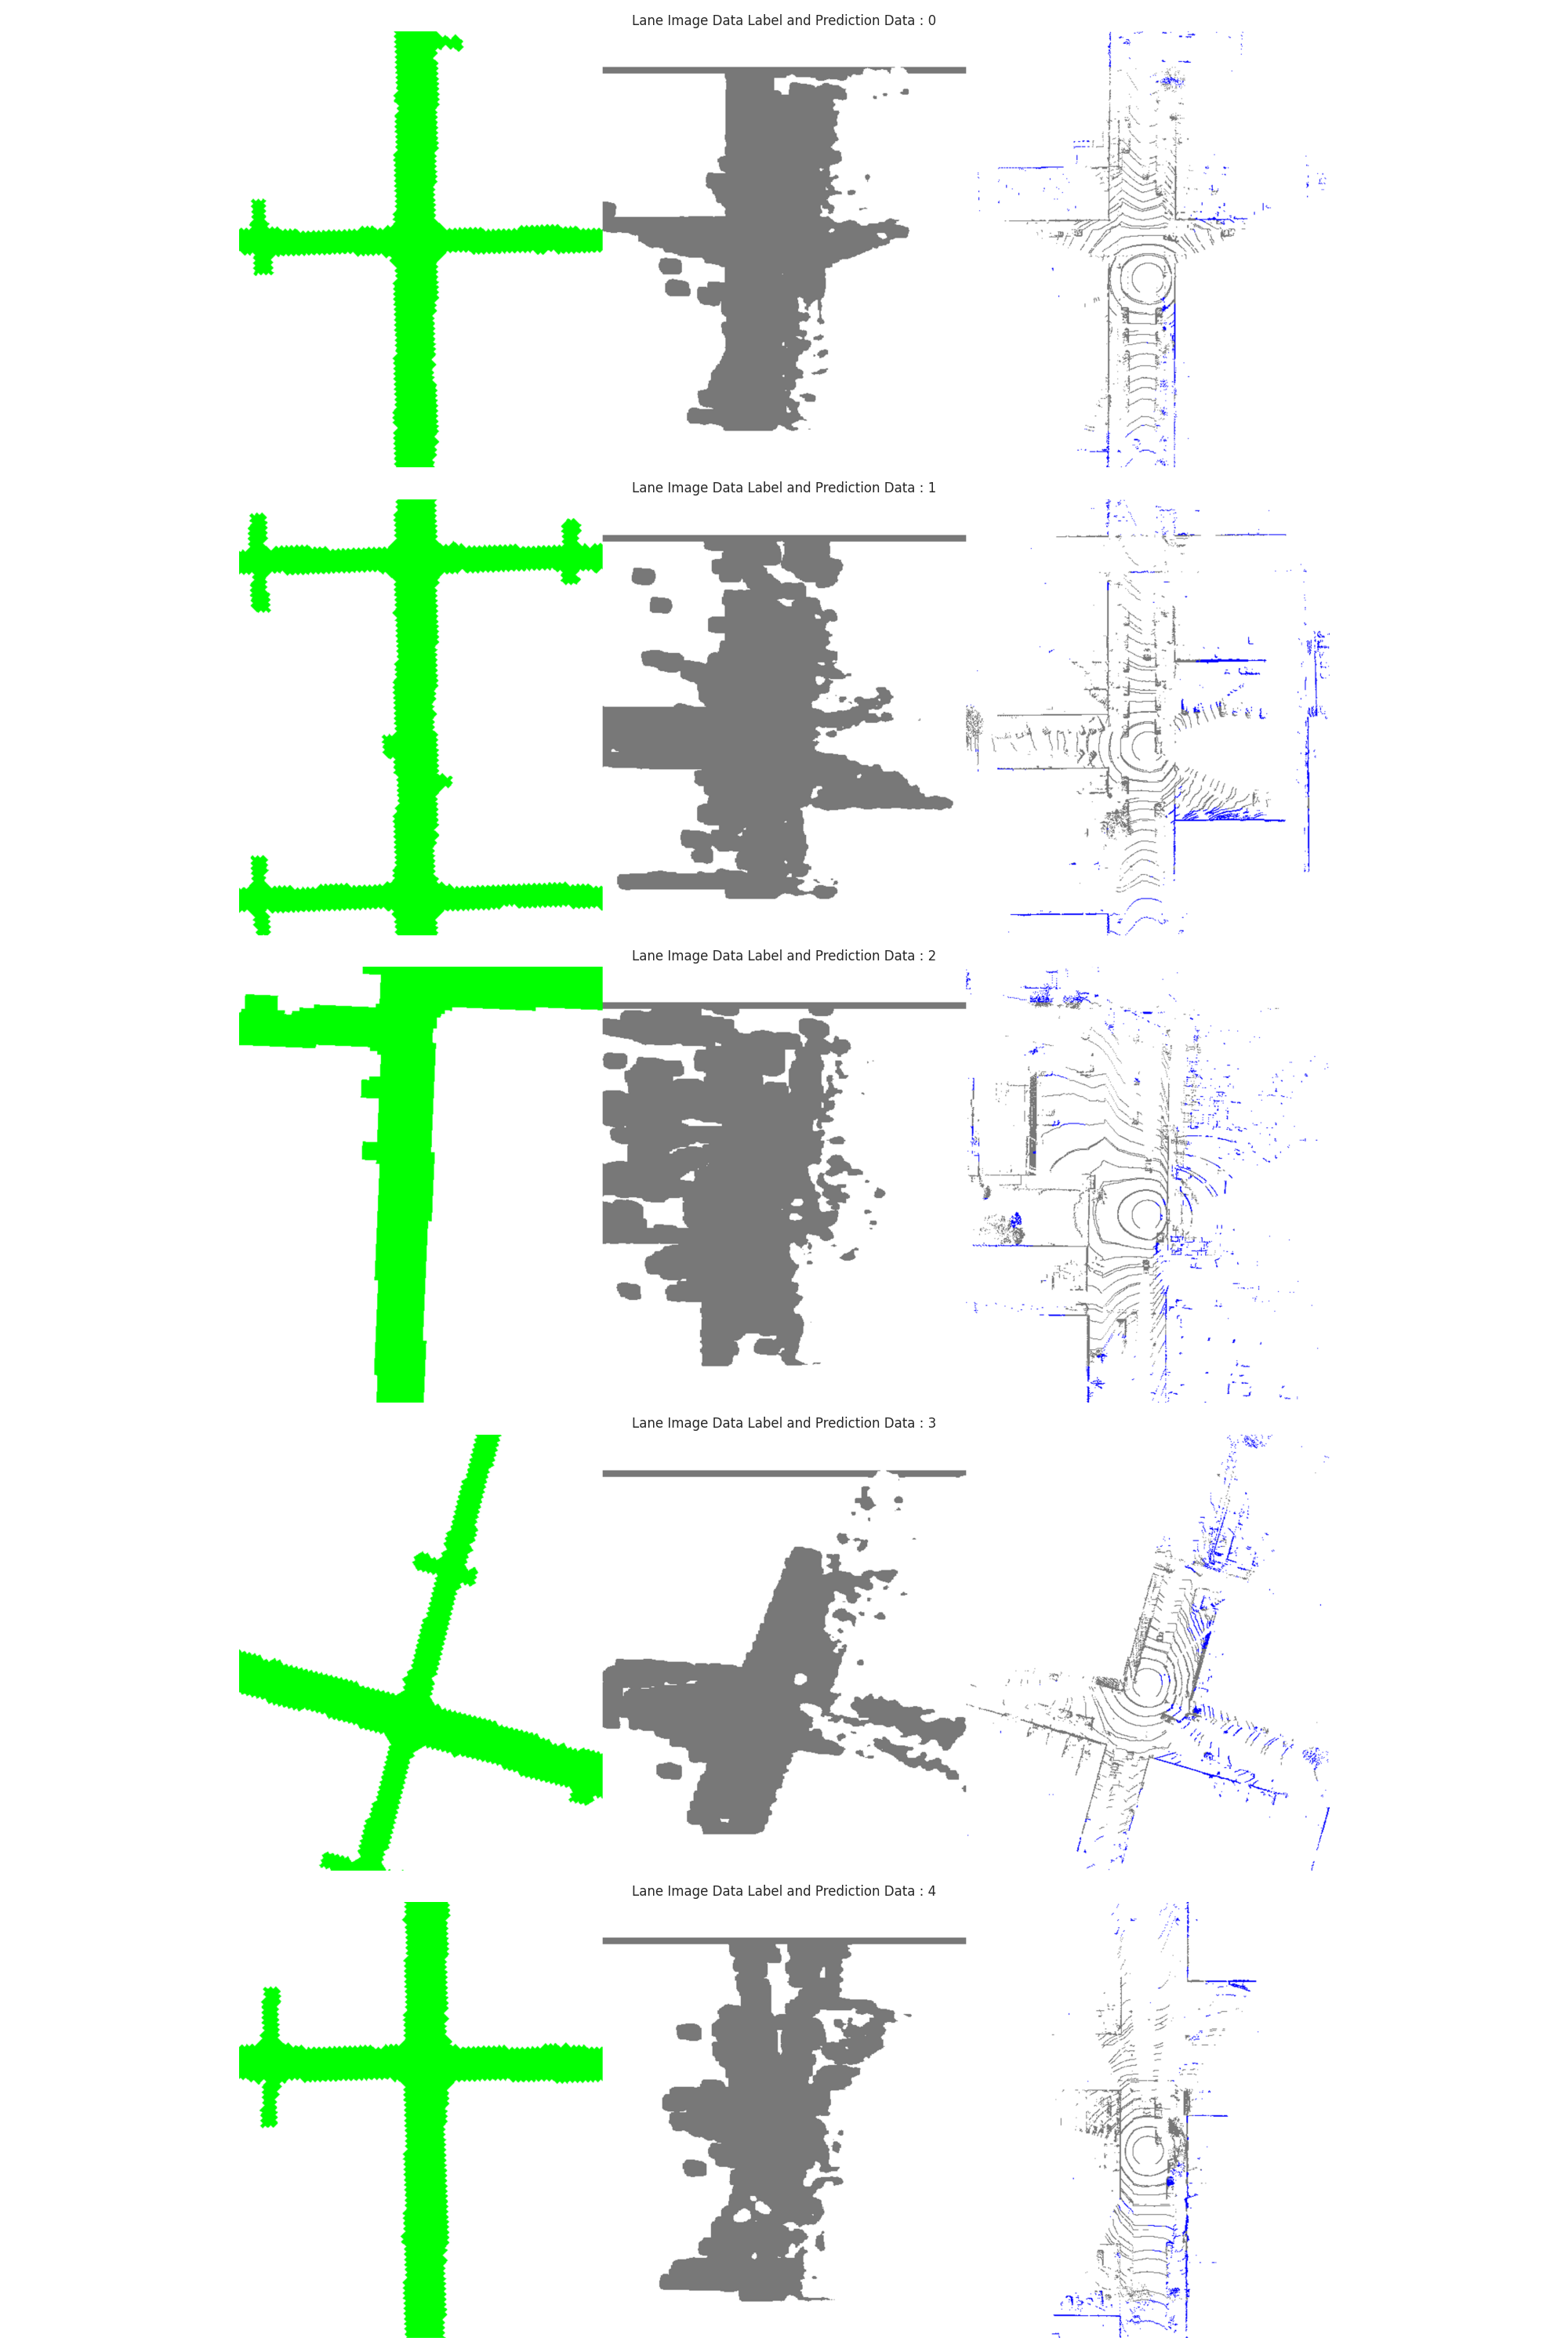 Lane Image Data Label and Prediction Data : 0
Lane Image Data Label and Prediction Data : 1
Lane Image Data Label and Prediction Data : 2
Lane Image Data Label and Prediction Data : 3
Lane Image Data Label and Prediction Data : 4